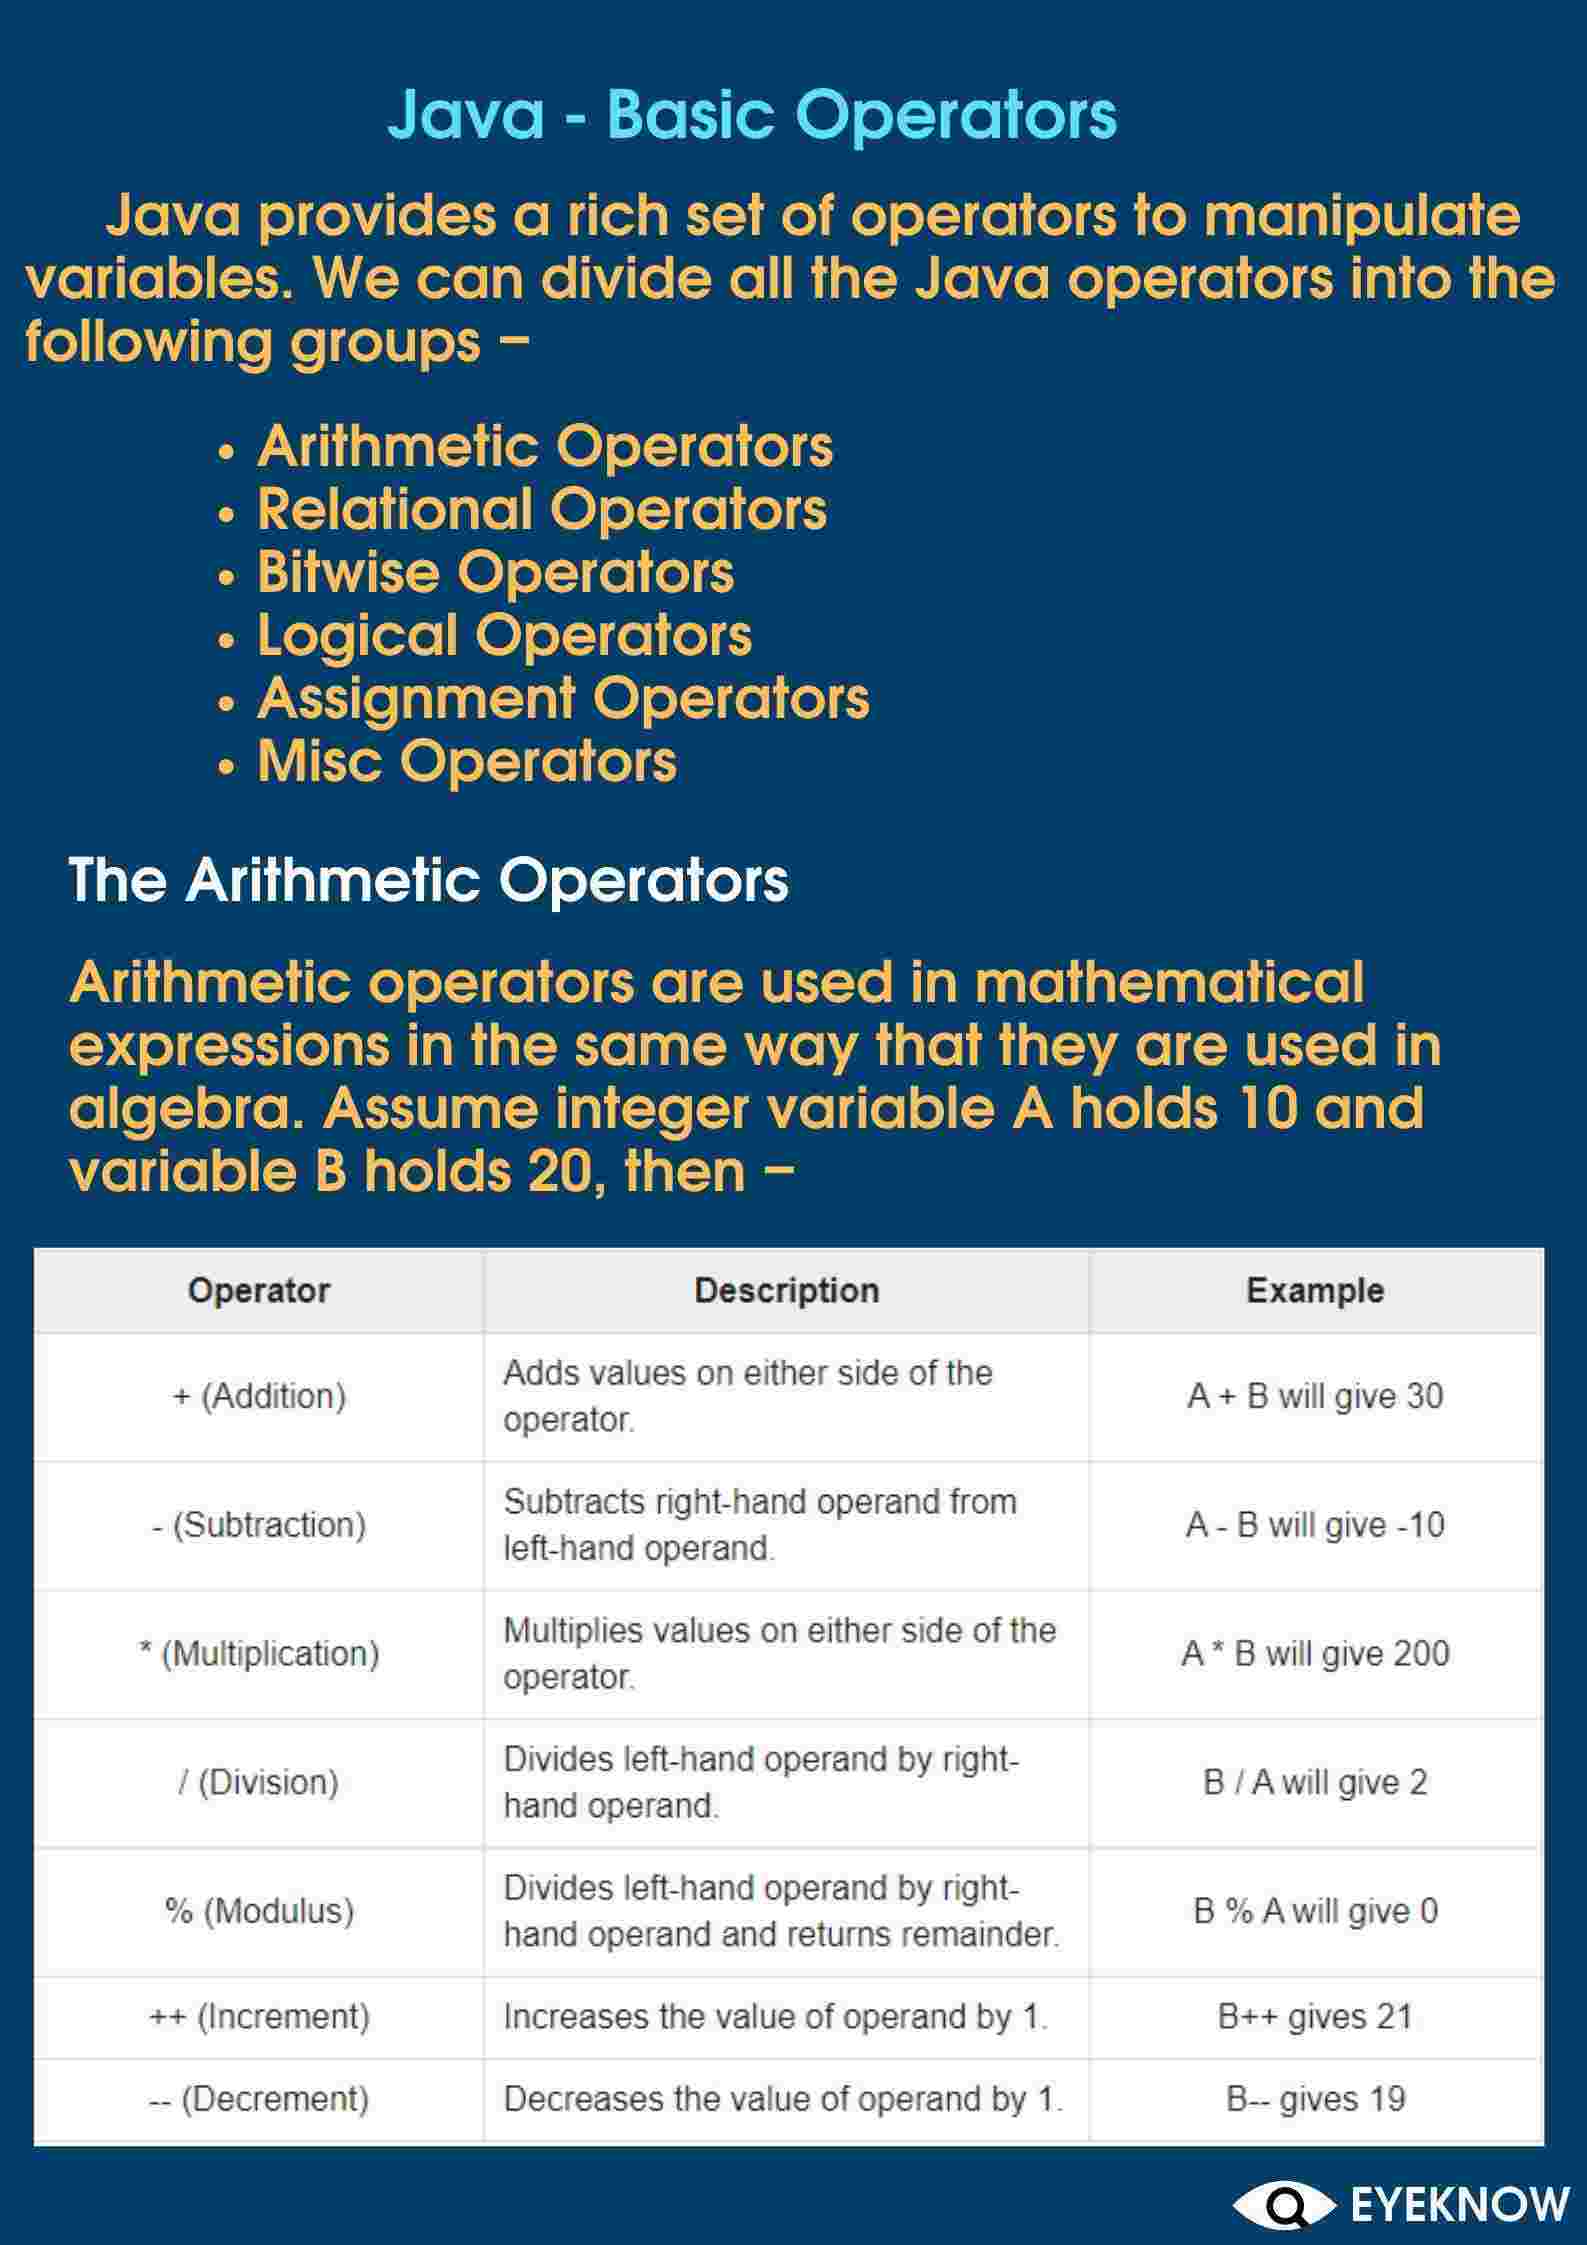 Java - Basic Operators
Java provides a rich set of operators to manipulate
variables. We can divide all the Java operators into the
following groups –
• Arithmetic Operators
• Relational Operators
• Bitwise Operators
• Logical Operators
• Assignment Operators
• Misc Operators
The Arithmetic Operators
Arithmetic operators are used in mathematical
expressions in the same way that they are used in
algebra. Assume integer variable A holds 10 and
variable B holds 20, then –
Operator Description Example
+ (Addition) Adds values on either side of the
operator. A + B will give 30
- (Subtraction) Subtracts right-hand operand from
left-hand operand. A - B will give -10
* (Multiplication) Multiplies values on either side of the
operator. A * B will give 200
/ (Division) Divides left-hand operand by right-
hand operand. B / A will give 2
% (Modulus) Divides left-hand operand by right-
hand operand and returns remainder. B % A will give 0
++ (Increment) Increases the value of operand by 1. B++ gives 21
-- (Decrement) Decreases the value of operand by 1. B-- gives 19
EYEKNOW